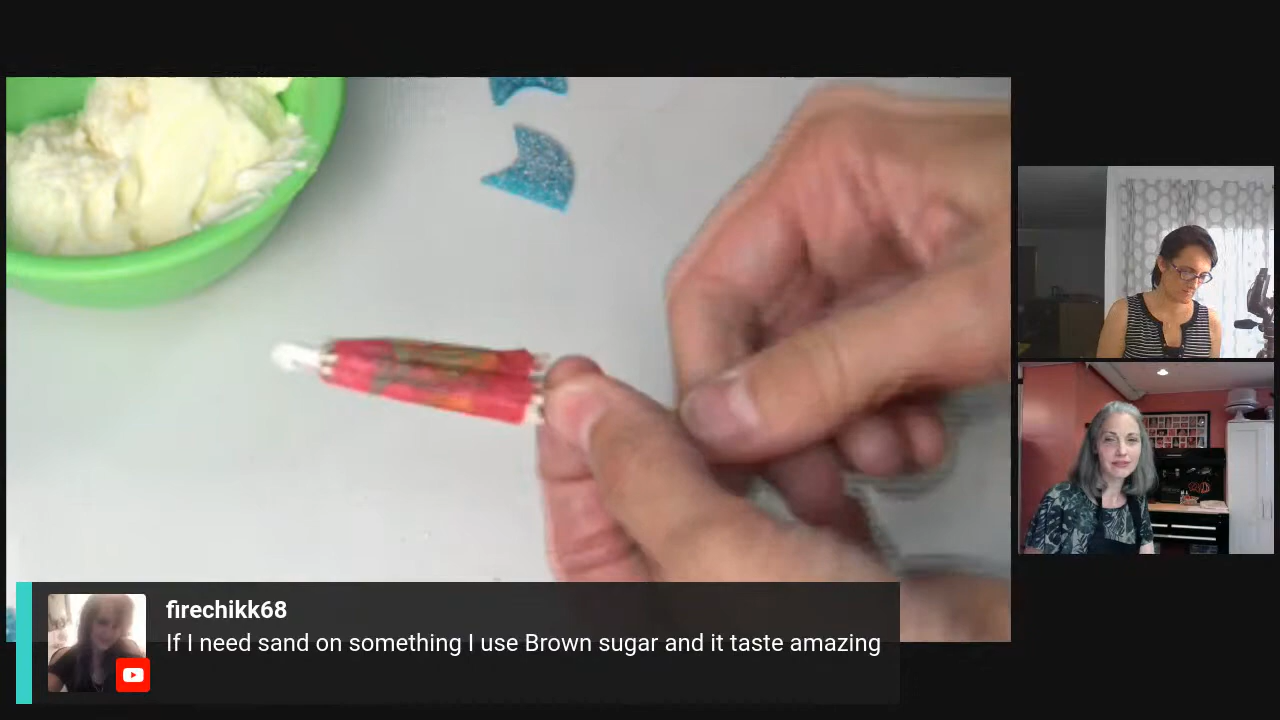 firechikk68
If I need sand on something I use Brown sugar and it taste amazing